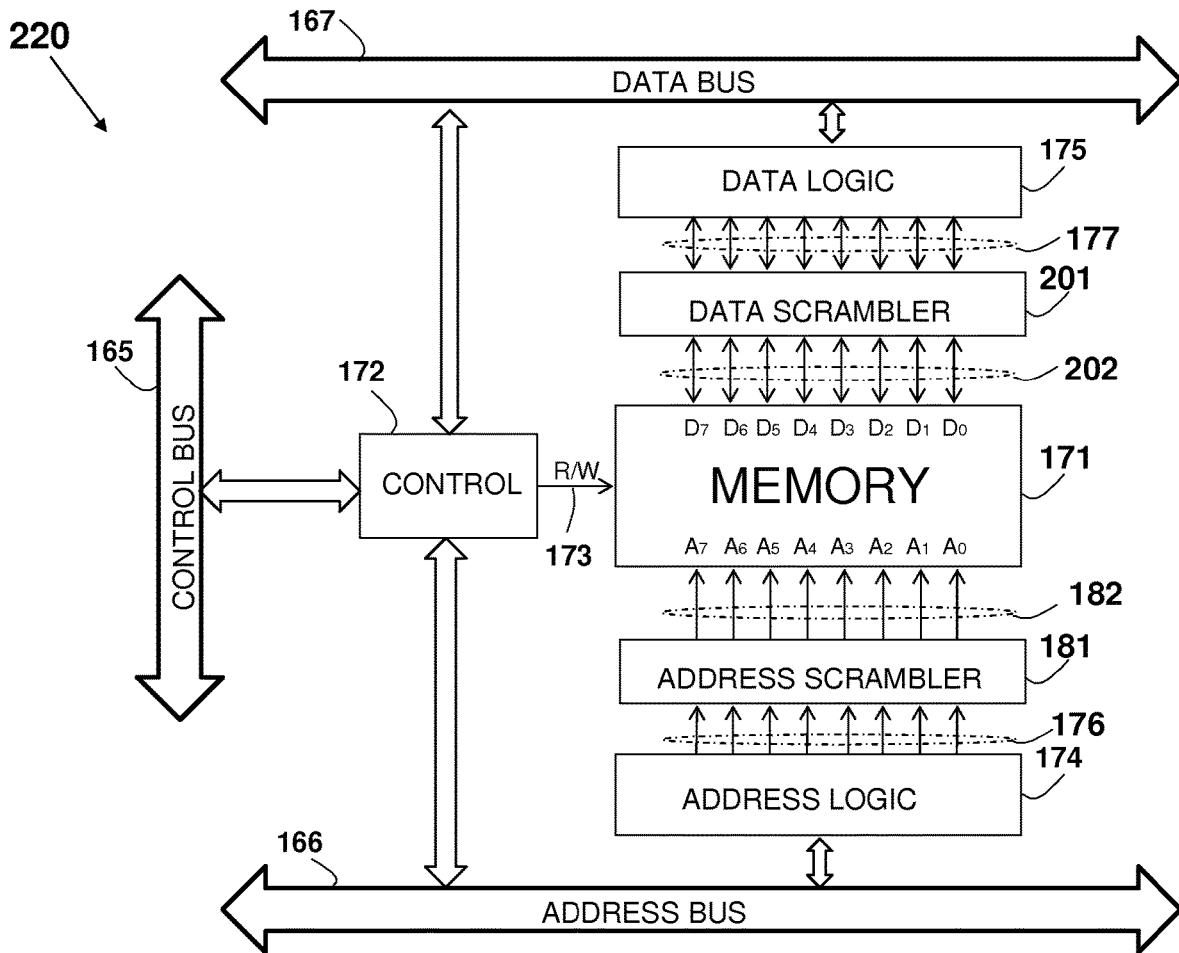 220
167
DATA BUS
DATA LOGIC
175
177
DATA SCRAMBLER
201
202
165
CONTROL BUS
172
CONTROL
R/W
173
D7 D6 D5 D4 D3 D2 D1 D0
MEMORY
171
A7 A6 A5 A4 A3 A2 A1 A0
182
ADDRESS SCRAMBLER
181
176
ADDRESS LOGIC
174
166
ADDRESS BUS